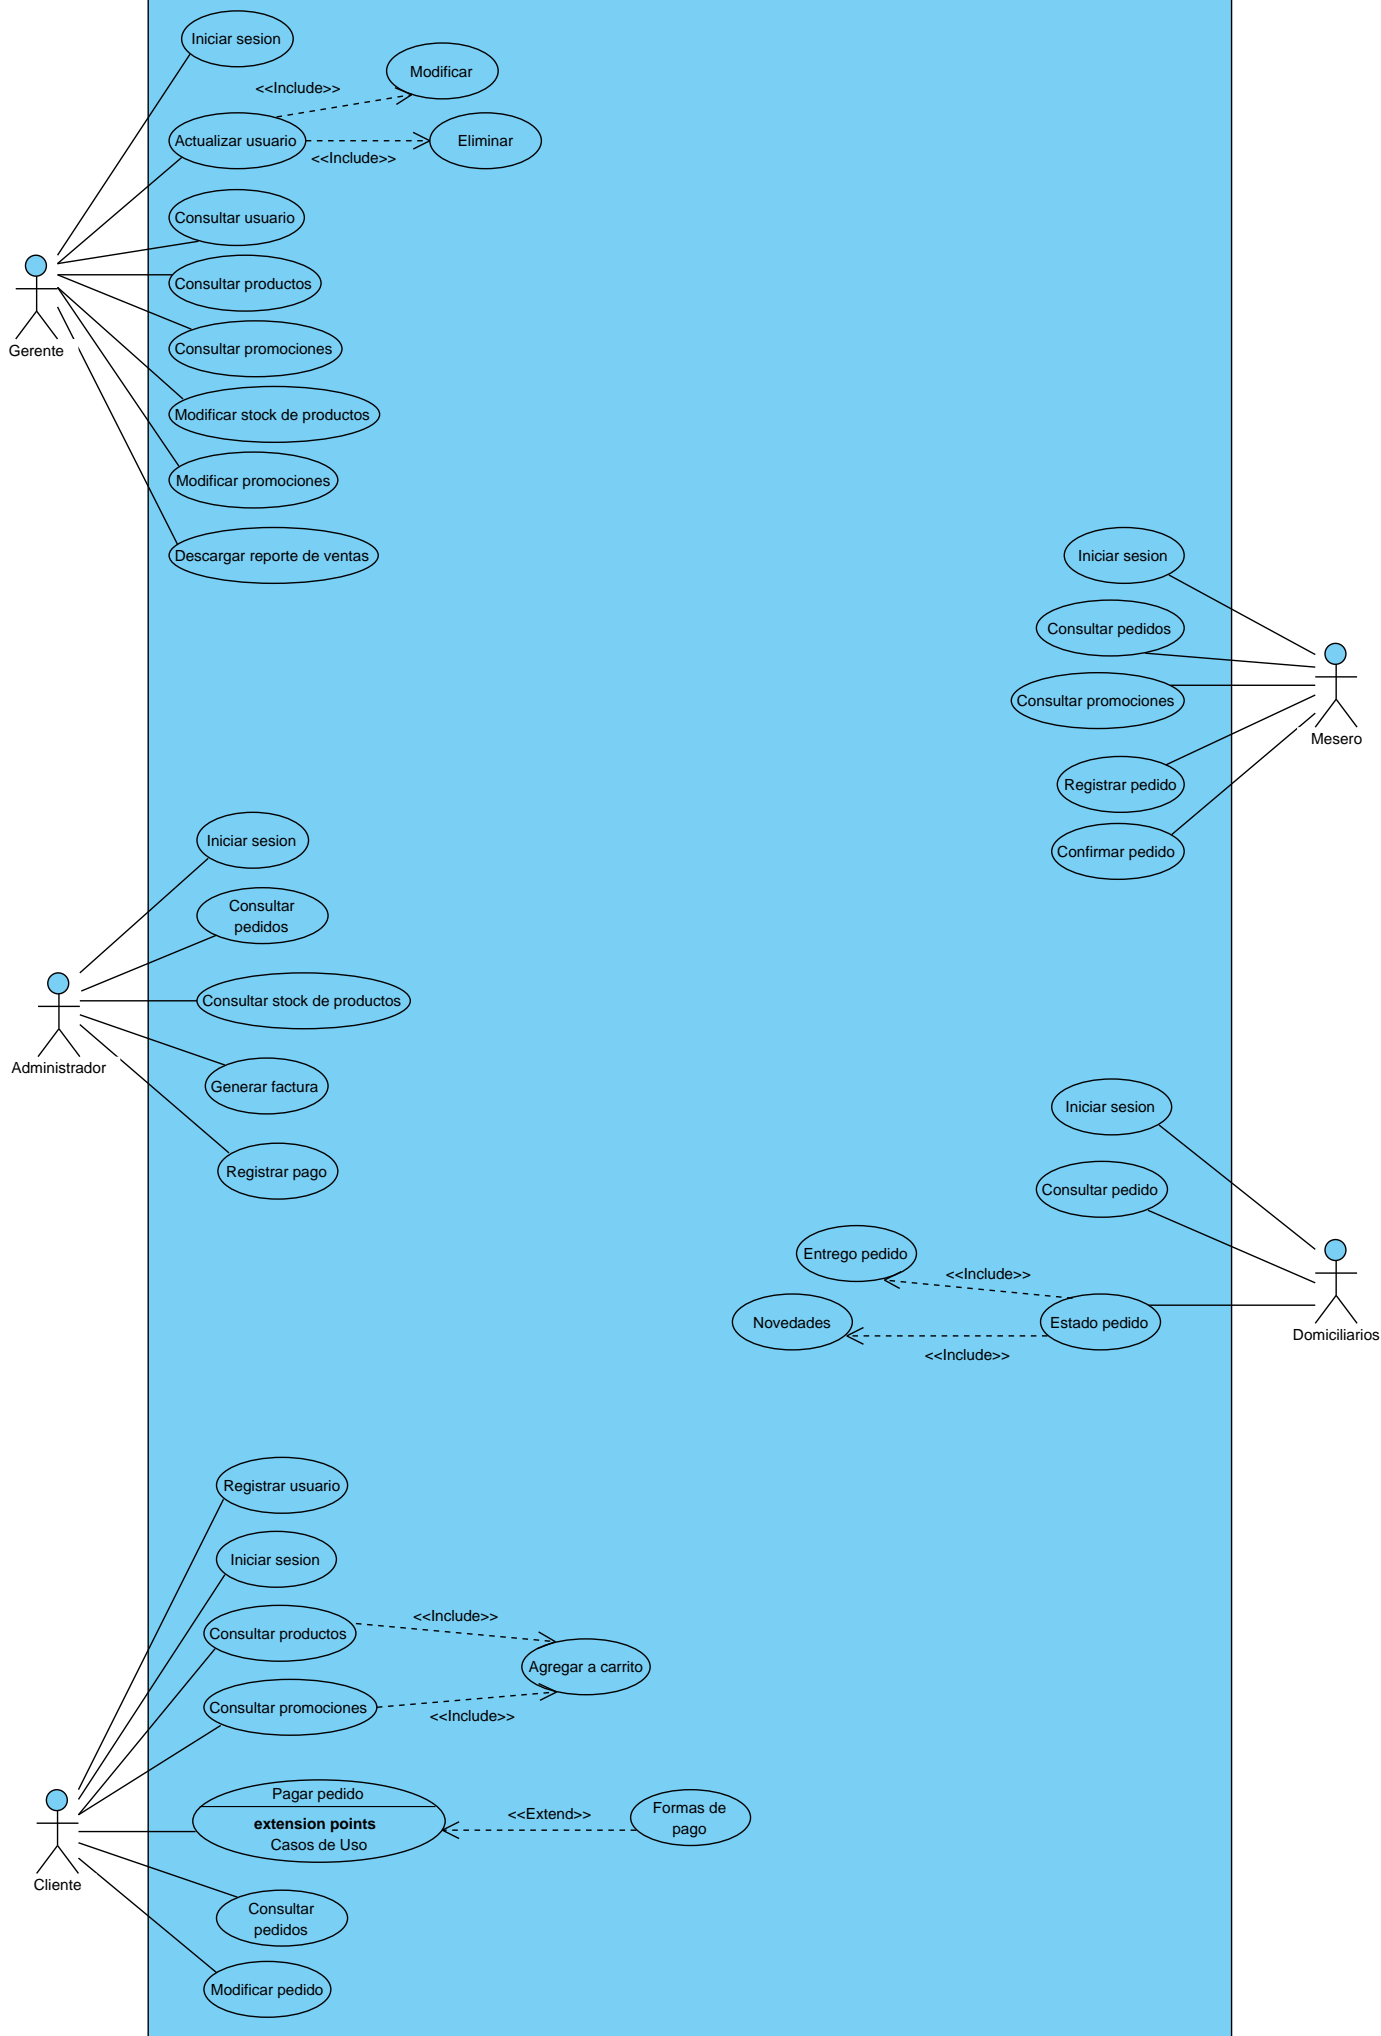 Iniciar sesion
Modificar
<<Include>>
Actualizar usuario
Eliminar
<<Include>>
Consultar usuario
Consultar productos
Gerente
Consultar promociones
Modificar stock de productos
Modificar promociones
Descargar reporte de ventas
Iniciar sesion
Consultar pedidos
Consultar promociones
Mesero
Registrar pedido
Confirmar pedido
Iniciar sesion
Consultar
pedidos
Consultar stock de productos
Administrador
Generar factura
Registrar pago
Iniciar sesion
Consultar pedido
Entrego pedido
<<Include>>
Novedades
Estado pedido
<<Include>>
Domiciliarios
Registrar usuario
Iniciar sesion
Consultar productos
<<Include>>
Agregar a carrito
Consultar promociones
<<Include>>
Pagar pedido
extension points
Casos de Uso
<<Extend>>
Formas de
pago
Cliente
Consultar
pedidos
Modificar pedido